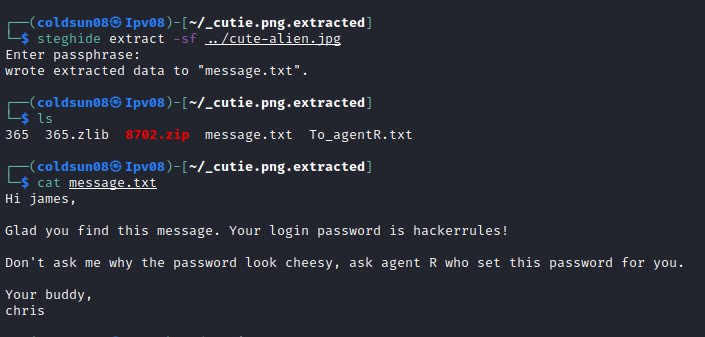 ┌──(coldsun08㉿Ipv08)-[~/_cutie.png.extracted]
└─$ steghide extract -sf ../cute-alien.jpg
Enter passphrase:
wrote extracted data to "message.txt".
┌──(coldsun08㉿Ipv08)-[~/_cutie.png.extracted]
└─$ ls
365  365.zlib  8702.zip  message.txt  To_agentR.txt
┌──(coldsun08㉿Ipv08)-[~/_cutie.png.extracted]
└─$ cat message.txt
Hi james,
Glad you find this message. Your login password is hackerrules!
Don't ask me why the password look cheesy, ask agent R who set this password for you.
Your buddy,
chris